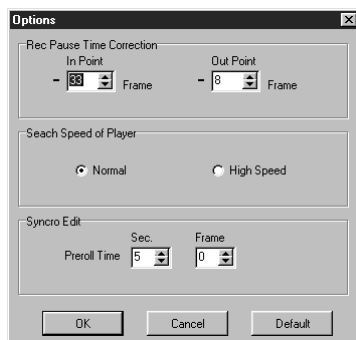 Options
Rec Pause Time Correction
In Point Out Point
- 33 Frame - 8 Frame
Seach Speed of Player
Normal High Speed
Syncro Edit
Sec. Frame
Preroll Time 5 0
OK Cancel Default